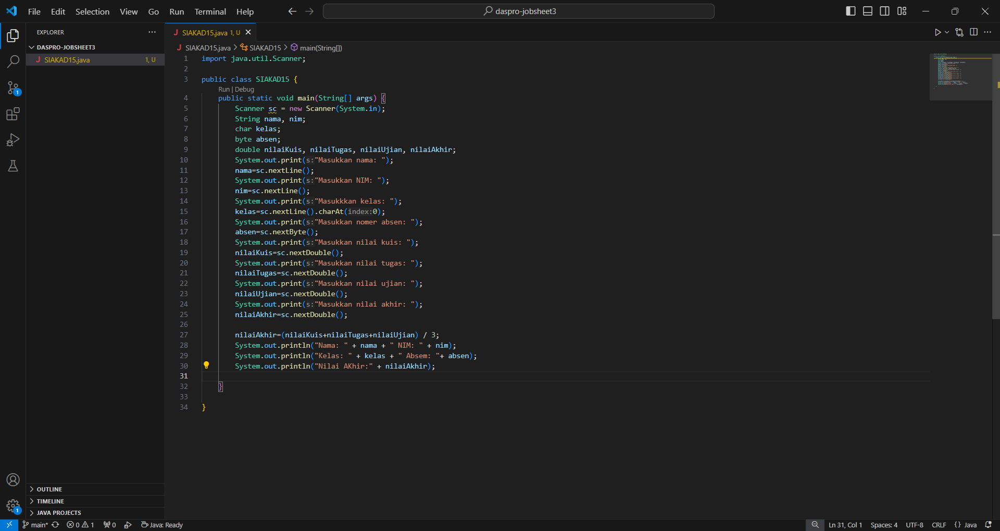 File Edit Selection View Go Run Terminal Help
daspro-jobsheet3
EXPLORER
DASPRO-JOBSHEET3
SIAKAD15.java 1, U
SIAKAD15.java 1, U
SIAKAD15.java > SIAKAD15 > main(String[])
1 import java.util.Scanner;
2
3 public class SIAKAD15 {
Run | Debug
4 public static void main(String[] args) {
5 Scanner sc = new Scanner(System.in);
6 String nama, nim;
7 char kelas;
8 byte absen;
9 double nilaiKuis, nilaiTugas, nilaiUjian, nilaiAkhir;
10 System.out.print(s:"Masukkan nama: ");
11 nama=sc.nextLine();
12 System.out.print(s:"Masukkan NIM: ");
13 nim=sc.nextLine();
14 System.out.print(s:"Masukkkan kelas: ");
15 kelas=sc.nextLine().charAt(index:0);
16 System.out.print(s:"Masukkan nomer absen: ");
17 absen=sc.nextByte();
18 System.out.print(s:"Masukkan nilai kuis: ");
19 nilaiKuis=sc.nextDouble();
20 System.out.print(s:"Masukkan nilai tugas: ");
21 nilaiTugas=sc.nextDouble();
22 System.out.print(s:"Masukkan nilai ujian: ");
23 nilaiUjian=sc.nextDouble();
24 System.out.print(s:"Masukkan nilai akhir: ");
25 nilaiAkhir=sc.nextDouble();
26
27 nilaiAkhir=(nilaiKuis+nilaiTugas+nilaiUjian) / 3;
28 System.out.println("Nama: " + nama + " NIM: " + nim);
29 System.out.println("Kelas: " + kelas + " Absem: "+ absen);
30 System.out.println("Nilai AKhir:" + nilaiAkhir);
31
32 }
33
34 }
OUTLINE
TIMELINE
JAVA PROJECTS
1
1
main* 0 1 0 Java: Ready
Ln 31, Col 1 Spaces: 4 UTF-8 CRLF {} Java